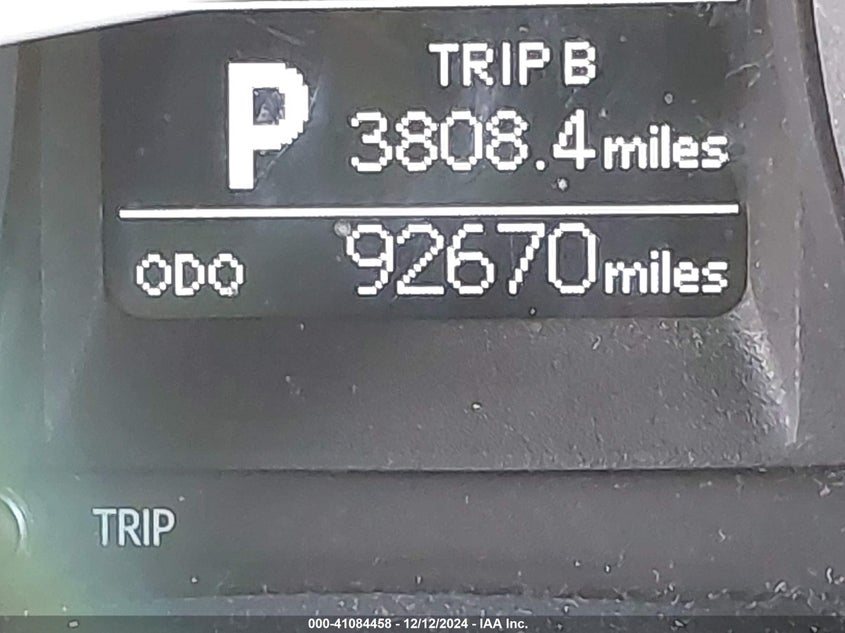 P
TRIP B
3808.4 miles
ODO 92670 miles
TRIP
000-41084458 - 12/12/2024 - IAA Inc.